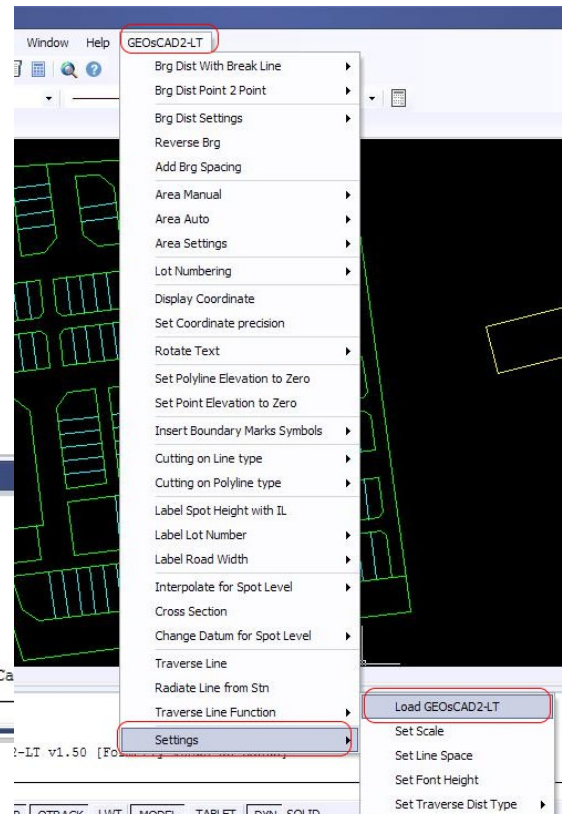 Window Help GEOsCAD2-LT
Brg Dist With Break Line
Brg Dist Point 2 Point
Brg Dist Settings
Reverse Brg
Add Brg Spacing
Area Manual
Area Auto
Area Settings
Lot Numbering
Display Coordinate
Set Coordinate precision
Rotate Text
Set Polyline Elevation to Zero
Set Point Elevation to Zero
Insert Boundary Marks Symbols
Cutting on Line type
Cutting on Polyline type
Label Spot Height with IL
Label Lot Number
Label Road Width
Interpolate for Spot Level
Cross Section
Change Datum for Spot Level
Traverse Line
Radiate Line from Stn
Traverse Line Function
Settings
Load GEOsCAD2-LT
Set Scale
Set Line Space
Set Font Height
Set Traverse Dist Type
Ca
2-LT v1.50
OTRACK LWT MODEL TABLET DYN SOLID